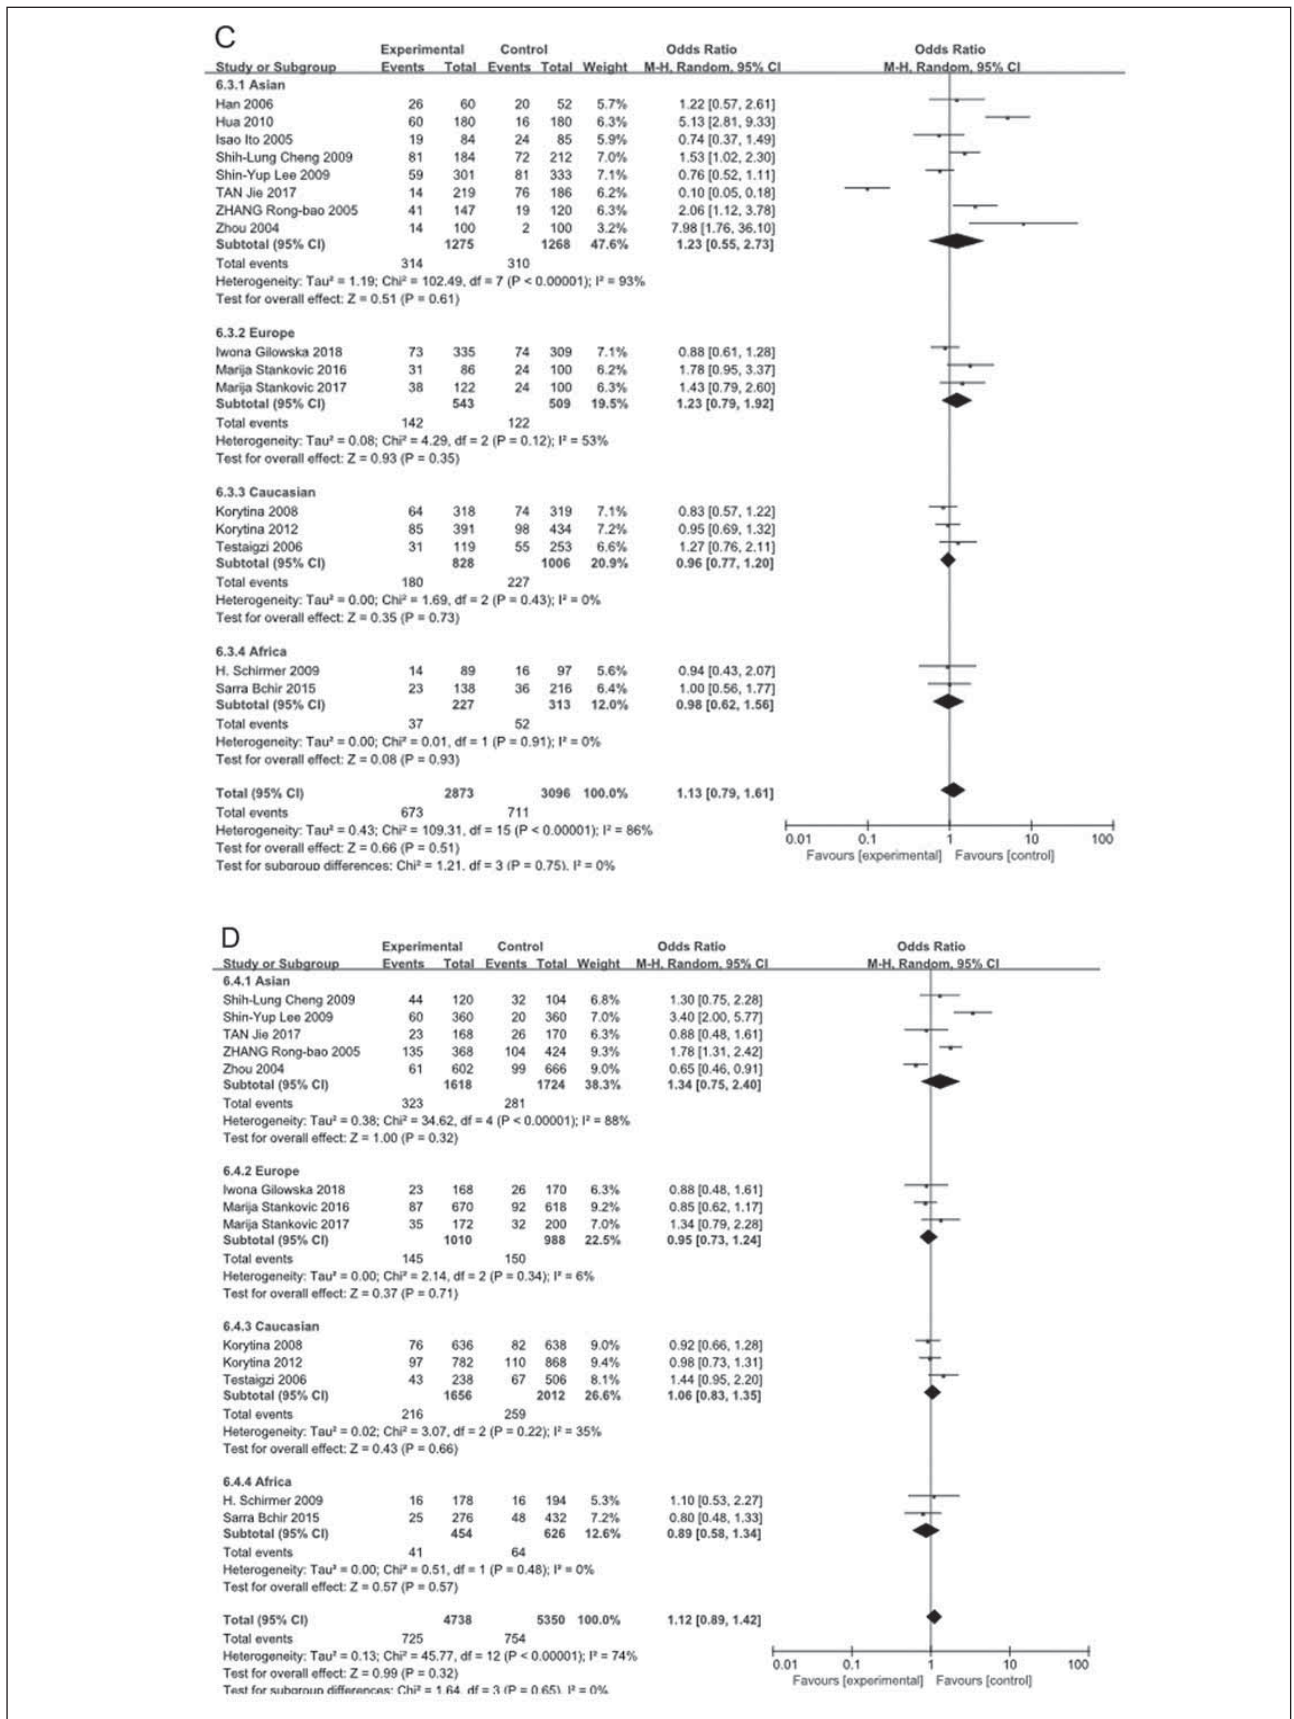 C
Experimental Control Odds Ratio Odds Ratio
Study or Subgroup Events Total Events Total Weight M-H, Random, 95% CI M-H, Random, 95% CI
6.3.1 Asian
Han 2006 26 60 20 52 5.7% 1.22 [0.57, 2.61]
Hua 2010 60 180 16 180 6.3% 5.13 [2.81, 9.33]
Isao Ito 2005 19 84 24 85 5.9% 0.74 [0.37, 1.49]
Shih-Lung Cheng 2009 81 184 72 212 7.0% 1.53 [1.02, 2.30]
Shin-Yup Lee 2009 59 301 81 333 7.1% 0.76 [0.52, 1.11]
TAN Jie 2017 14 219 76 186 6.2% 0.10 [0.05, 0.18]
ZHANG Rong-bao 2005 41 147 19 120 6.3% 2.06 [1.12, 3.78]
Zhou 2004 14 100 2 100 3.2% 7.98 [1.76, 36.10]
Subtotal (95% CI) 1275 1268 47.6% 1.23 [0.55, 2.73]
Total events 314 310
Heterogeneity: Tau² = 1.19; Chi² = 102.49, df = 7 (P < 0.00001); I² = 93%
Test for overall effect: Z = 0.51 (P = 0.61)
6.3.2 Europe
Iwona Gilowska 2018 73 335 74 309 7.1% 0.88 [0.61, 1.28]
Marija Stankovic 2016 31 86 24 100 6.2% 1.78 [0.95, 3.37]
Marija Stankovic 2017 38 122 24 100 6.3% 1.43 [0.79, 2.60]
Subtotal (95% CI) 543 509 19.5% 1.23 [0.79, 1.92]
Total events 142 122
Heterogeneity: Tau² = 0.08; Chi² = 4.29, df = 2 (P = 0.12); I² = 53%
Test for overall effect: Z = 0.93 (P = 0.35)
6.3.3 Caucasian
Korytina 2008 64 318 74 319 7.1% 0.83 [0.57, 1.22]
Korytina 2012 85 391 98 434 7.2% 0.95 [0.69, 1.32]
Testaigzi 2006 31 119 55 253 6.6% 1.27 [0.76, 2.11]
Subtotal (95% CI) 828 1006 20.9% 0.96 [0.77, 1.20]
Total events 180 227
Heterogeneity: Tau² = 0.00; Chi² = 1.69, df = 2 (P = 0.43); I² = 0%
Test for overall effect: Z = 0.35 (P = 0.73)
6.3.4 Africa
H. Schirmer 2009 14 89 16 97 5.6% 0.94 [0.43, 2.07]
Sarra Bchir 2015 23 138 36 216 6.4% 1.00 [0.56, 1.77]
Subtotal (95% CI) 227 313 12.0% 0.98 [0.62, 1.56]
Total events 37 52
Heterogeneity: Tau² = 0.00; Chi² = 0.01, df = 1 (P = 0.91); I² = 0%
Test for overall effect: Z = 0.08 (P = 0.93)
Total (95% CI) 2873 3096 100.0% 1.13 [0.79, 1.61]
Total events 673 711
Heterogeneity: Tau² = 0.43; Chi² = 109.31, df = 15 (P < 0.00001); I² = 86%
Test for overall effect: Z = 0.66 (P = 0.51)
Test for subgroup differences: Chi² = 1.21, df = 3 (P = 0.75), I² = 0%
0.01 0.1 1 10 100
Favours [experimental] Favours [control]
D
Experimental Control Odds Ratio Odds Ratio
Study or Subgroup Events Total Events Total Weight M-H, Random, 95% CI M-H, Random, 95% CI
6.4.1 Asian
Shih-Lung Cheng 2009 44 120 32 104 6.8% 1.30 [0.75, 2.28]
Shin-Yup Lee 2009 60 360 20 360 7.0% 3.40 [2.00, 5.77]
TAN Jie 2017 23 168 26 170 6.3% 0.88 [0.48, 1.61]
ZHANG Rong-bao 2005 135 368 104 424 9.3% 1.78 [1.31, 2.42]
Zhou 2004 61 602 99 666 9.0% 0.65 [0.46, 0.91]
Subtotal (95% CI) 1618 1724 38.3% 1.34 [0.75, 2.40]
Total events 323 281
Heterogeneity: Tau² = 0.38; Chi² = 34.62, df = 4 (P < 0.00001); I² = 88%
Test for overall effect: Z = 1.00 (P = 0.32)
6.4.2 Europe
Iwona Gilowska 2018 23 168 26 170 6.3% 0.88 [0.48, 1.61]
Marija Stankovic 2016 87 670 92 618 9.2% 0.85 [0.62, 1.17]
Marija Stankovic 2017 35 172 32 200 7.0% 1.34 [0.79, 2.28]
Subtotal (95% CI) 1010 988 22.5% 0.95 [0.73, 1.24]
Total events 145 150
Heterogeneity: Tau² = 0.00; Chi² = 2.14, df = 2 (P = 0.34); I² = 6%
Test for overall effect: Z = 0.37 (P = 0.71)
6.4.3 Caucasian
Korytina 2008 76 636 82 638 9.0% 0.92 [0.66, 1.28]
Korytina 2012 97 782 110 868 9.4% 0.98 [0.73, 1.31]
Testaigzi 2006 43 238 67 506 8.1% 1.44 [0.95, 2.20]
Subtotal (95% CI) 1656 2012 26.6% 1.06 [0.83, 1.35]
Total events 216 259
Heterogeneity: Tau² = 0.02; Chi² = 3.07, df = 2 (P = 0.22); I² = 35%
Test for overall effect: Z = 0.43 (P = 0.66)
6.4.4 Africa
H. Schirmer 2009 16 178 16 194 5.3% 1.10 [0.53, 2.27]
Sarra Bchir 2015 25 276 48 432 7.2% 0.80 [0.48, 1.33]
Subtotal (95% CI) 454 626 12.6% 0.89 [0.58, 1.34]
Total events 41 64
Heterogeneity: Tau² = 0.00; Chi² = 0.51, df = 1 (P = 0.48); I² = 0%
Test for overall effect: Z = 0.57 (P = 0.57)
Total (95% CI) 4738 5350 100.0% 1.12 [0.89, 1.42]
Total events 725 754
Heterogeneity: Tau² = 0.13; Chi² = 45.77, df = 12 (P < 0.00001); I² = 74%
Test for overall effect: Z = 0.99 (P = 0.32)
Test for subgroup differences: Chi² = 1.64, df = 3 (P = 0.65), I² = 0%
0.01 0.1 1 10 100
Favours [experimental] Favours [control]